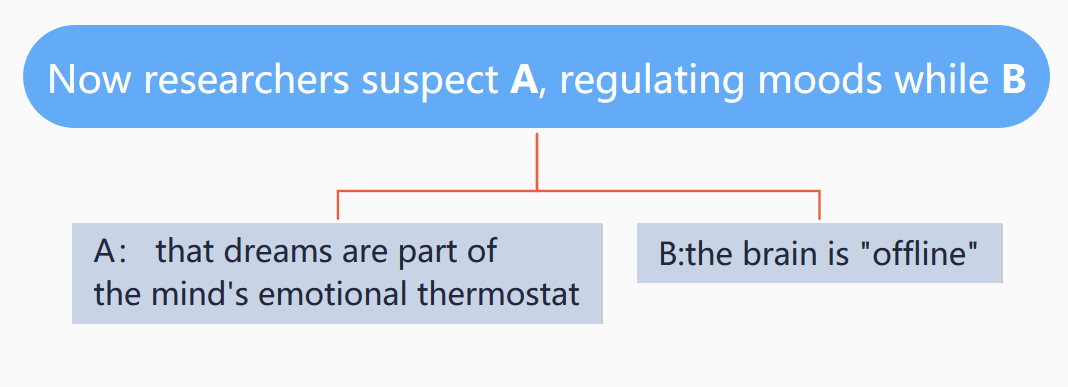 Now researchers suspect A, regulating moods while B
A： that dreams are part of
the mind's emotional thermostat
B:the brain is "offline"